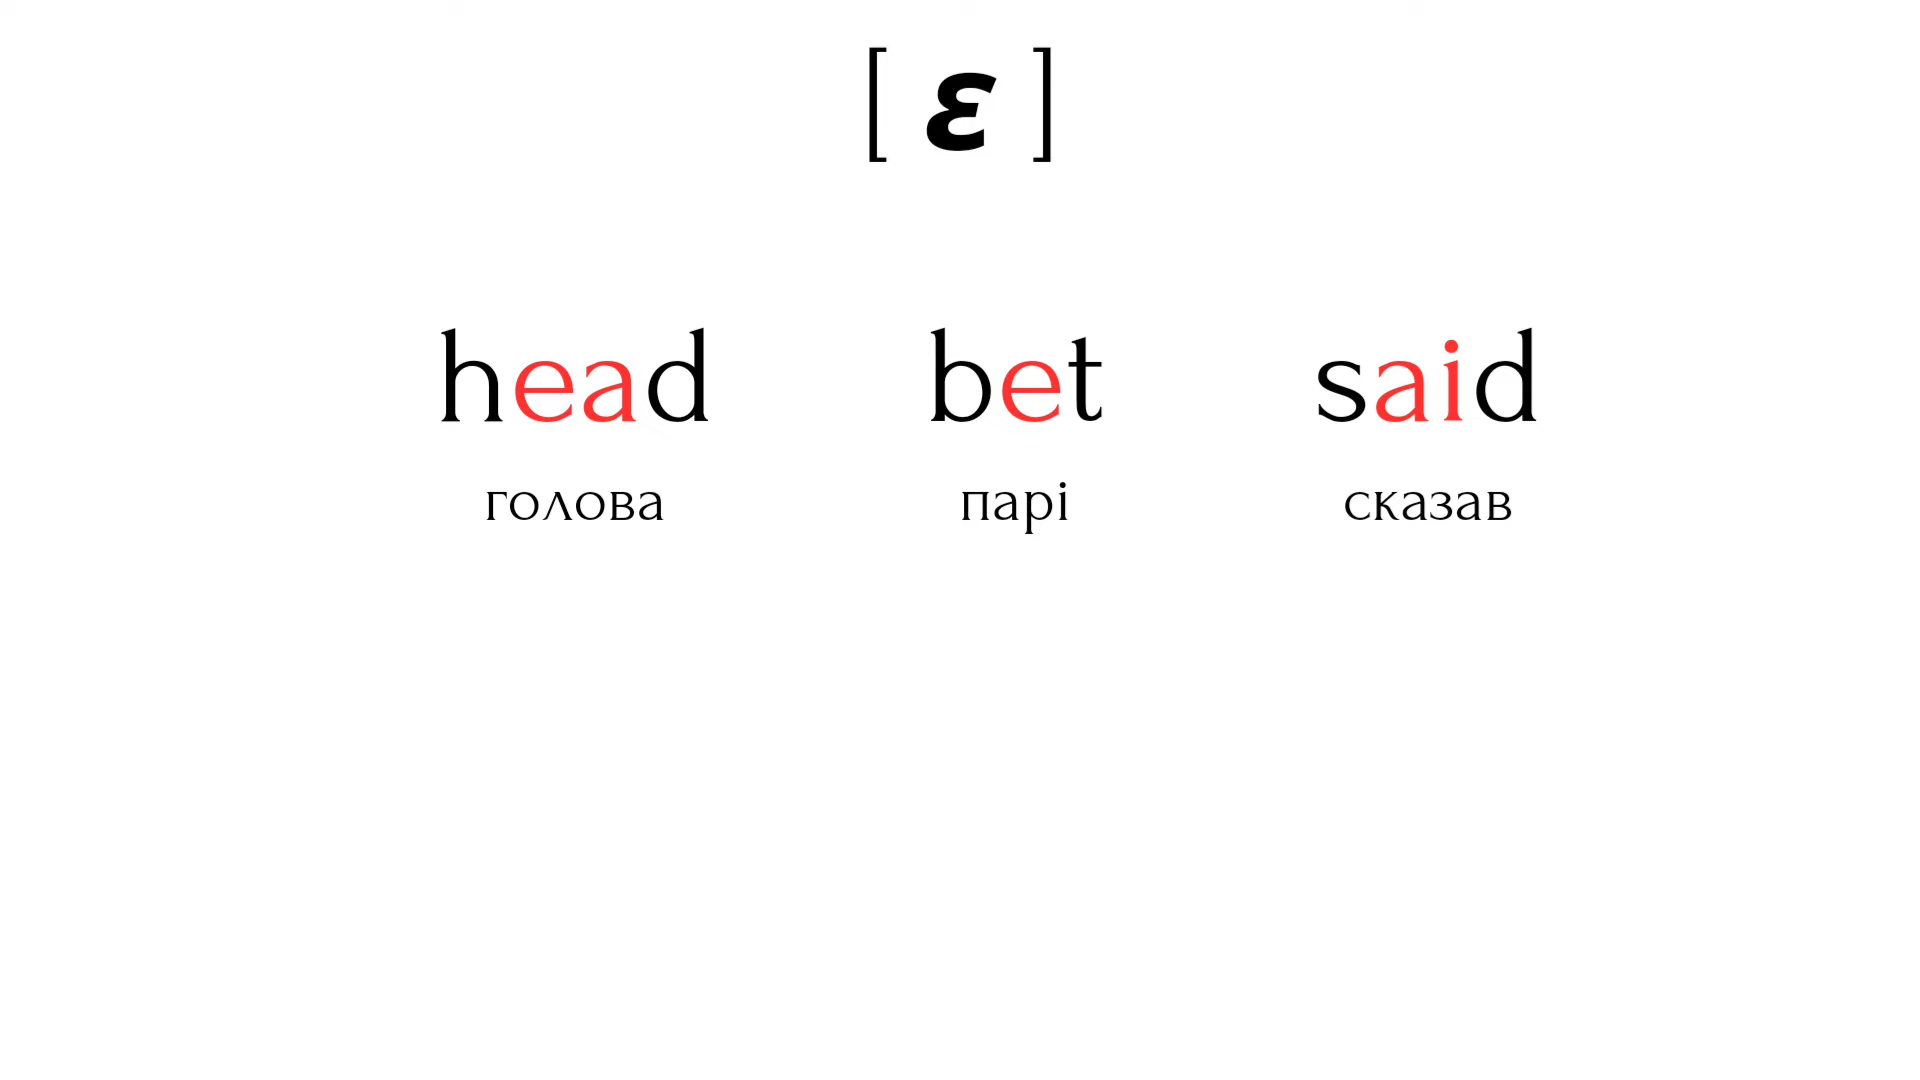 [ ɛ ]
head bet said
голова парі сказав